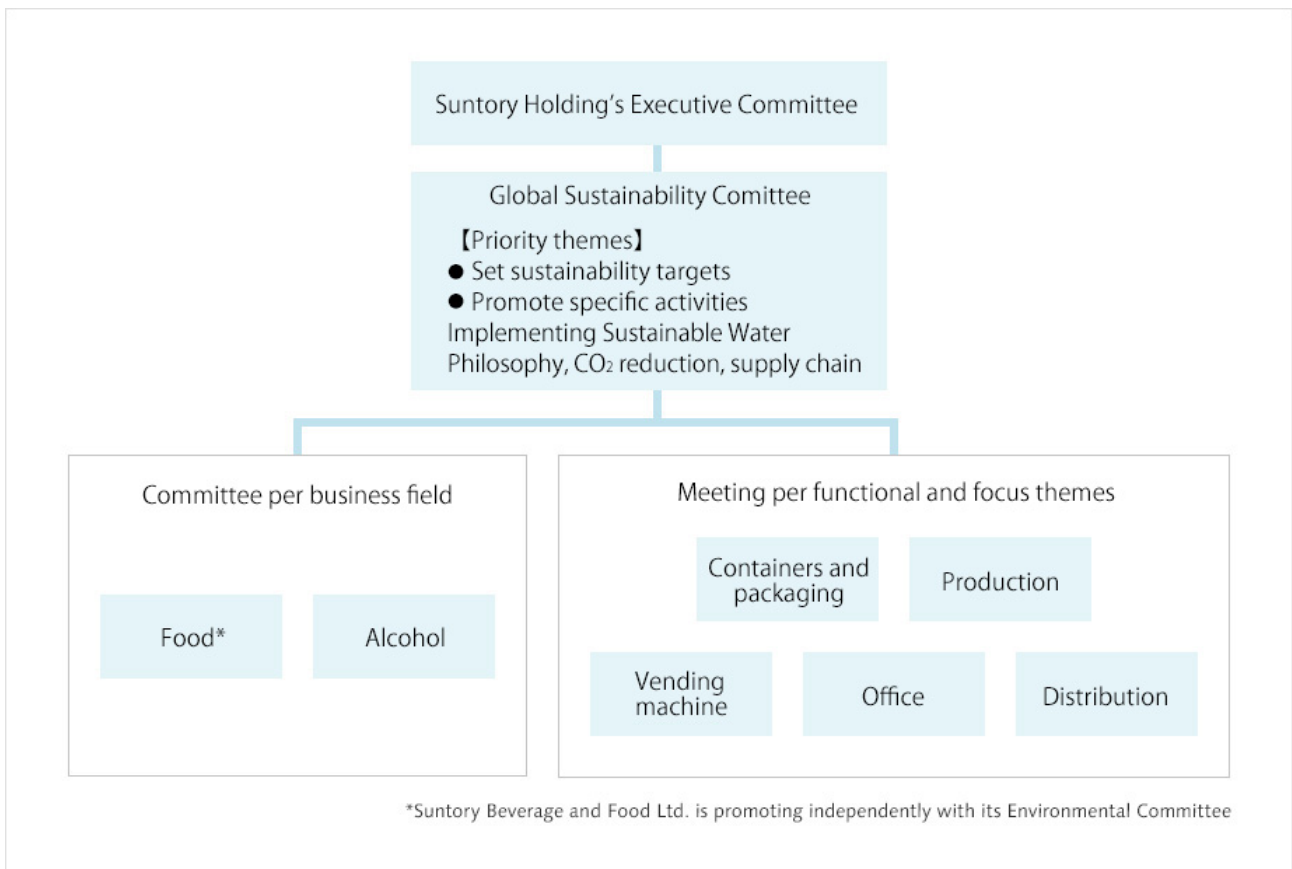 Suntory Holding's Executive Committee
Global Sustainability Comittee
【Priority themes】
● Set sustainability targets
● Promote specific activities
Implementing Sustainable Water
Philosophy, CO₂ reduction, supply chain
Committee per business field
Food*
Alcohol
Meeting per functional and focus themes
Containers and
packaging
Production
Vending
machine
Office
Distribution
*Suntory Beverage and Food Ltd. is promoting independently with its Environmental Committee